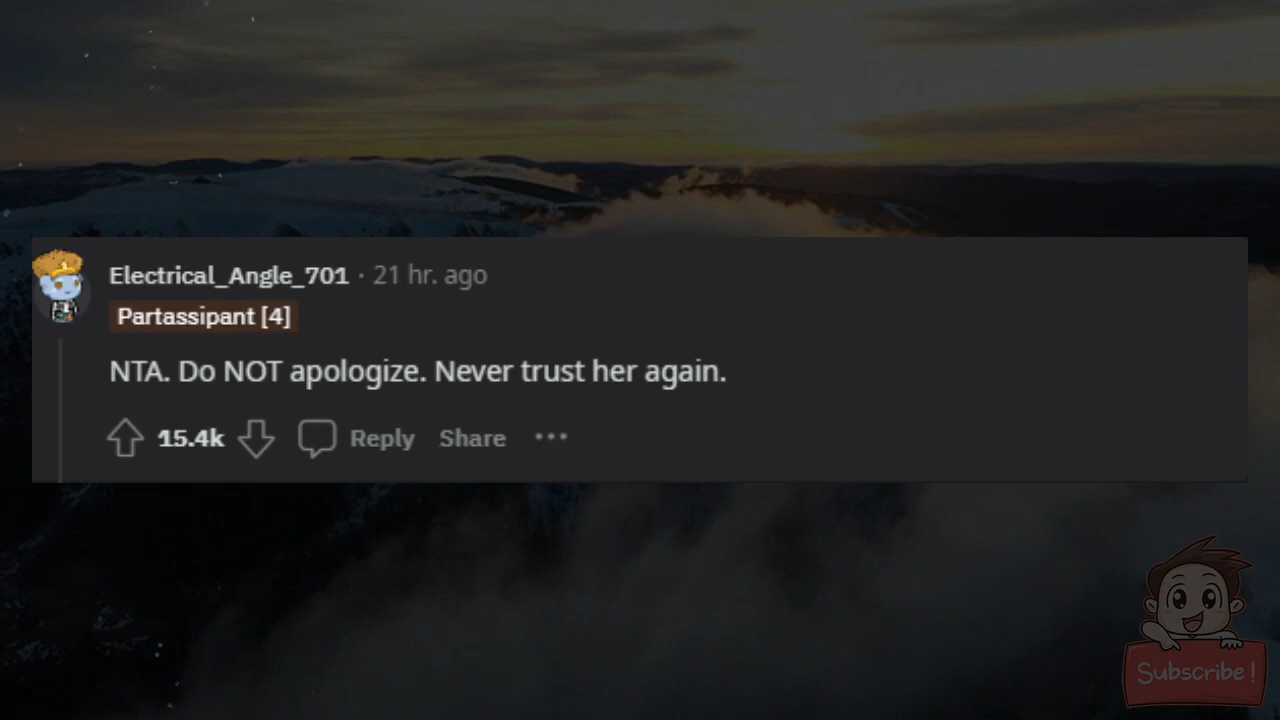 Electrical_Angle_701 · 21 hr. ago
Partassipant [4]
NTA. Do NOT apologize. Never trust her again.
15.4k Reply Share ···
Subscribe!